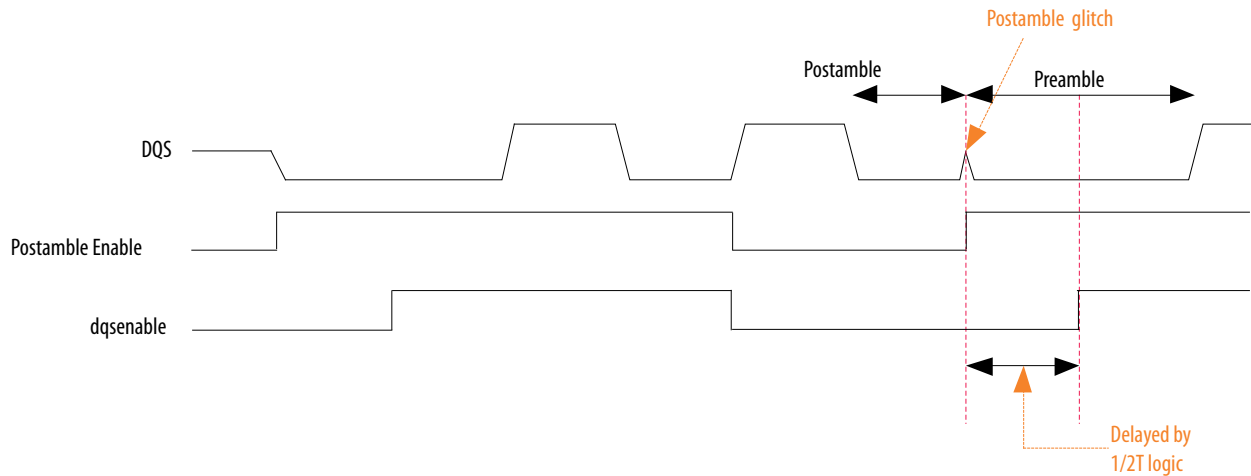 Postamble glitch
Postamble
Preamble
DQS
Postamble Enable
dqsenable
Delayed by
1/2T logic